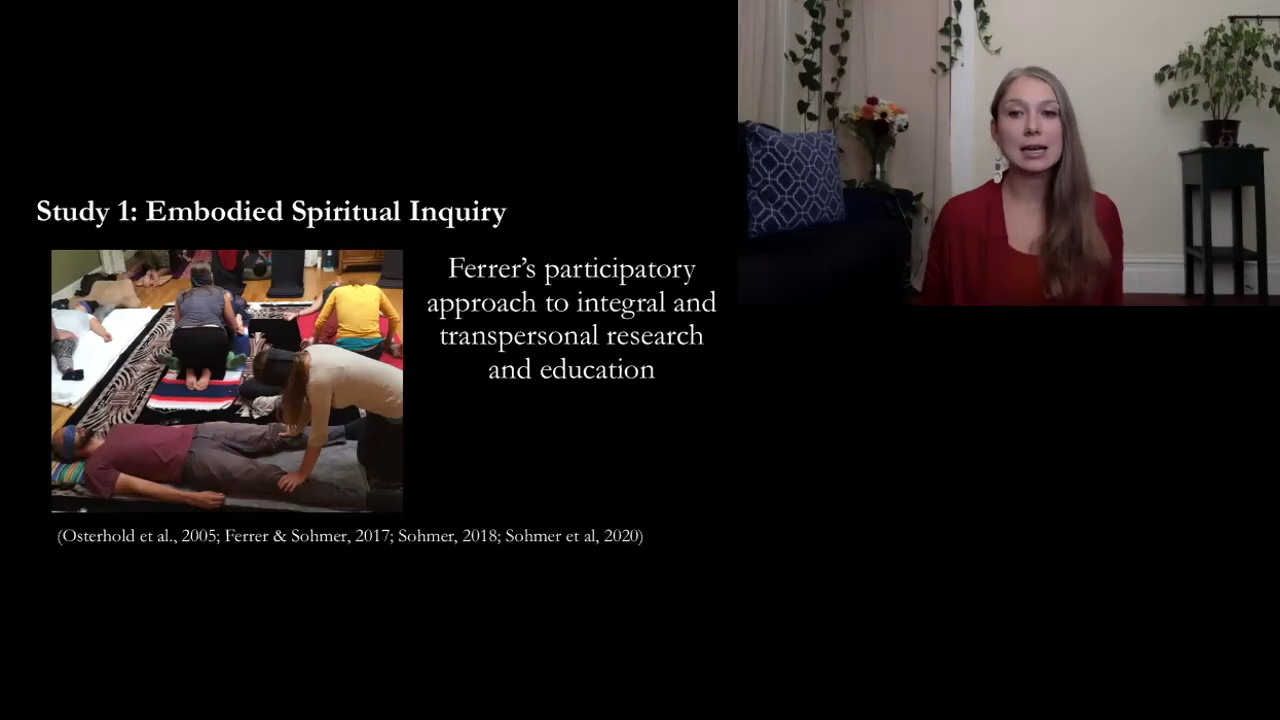 Study 1: Embodied Spiritual Inquiry
Ferrer’s participatory
approach to integral and
transpersonal research
and education
(Osterhold et al., 2005; Ferrer & Sohmer, 2017; Sohmer, 2018; Sohmer et al, 2020)